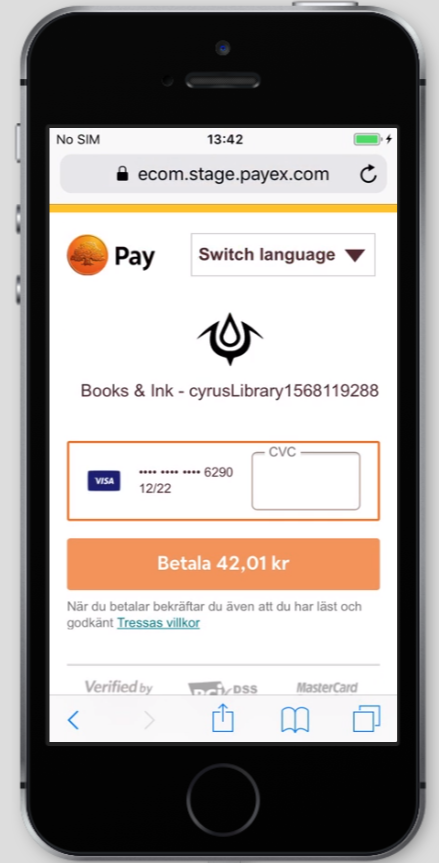 No SIM 13:42
ecom.stage.payex.com
Pay
Switch language
Books & Ink - cyrusLibrary1568119288
CVC
VISA
•••• •••• •••• 6290
12/22
Betala 42,01 kr
När du betalar bekräftar du även att du har läst och
godkänt Tressas villkor
Verified by PCi DSS MasterCard